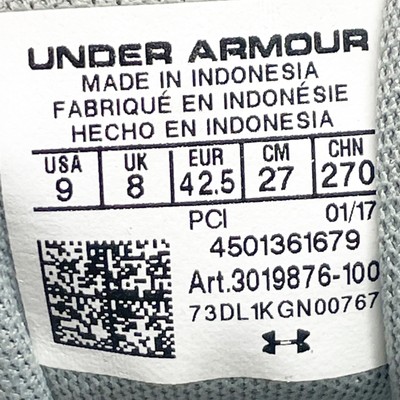 UNDER ARMOUR
MADE IN INDONESIA
FABRIQUÉ EN INDONÉSIE
HECHO EN INDONESIA
USA UK EUR CM CHN
9 8 42.5 27 270
PCI 01/17
4501361679
Art.3019876-100
73DL1KGN00767